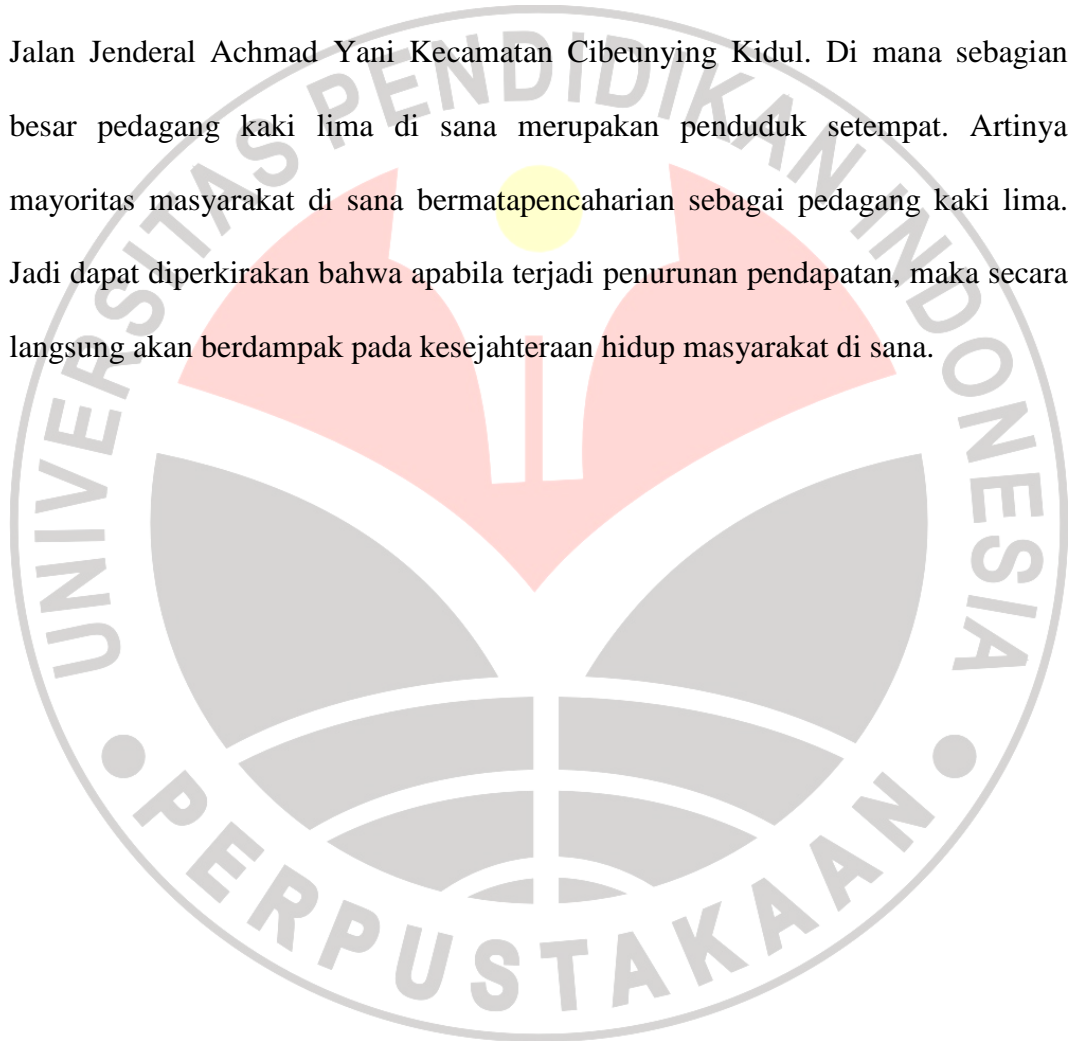 Jalan Jenderal Achmad Yani Kecamatan Cibeunying Kidul. Di mana sebagian
besar pedagang kaki lima di sana merupakan penduduk setempat. Artinya
mayoritas masyarakat di sana bermatapencaharian sebagai pedagang kaki lima.
Jadi dapat diperkirakan bahwa apabila terjadi penurunan pendapatan, maka secara
langsung akan berdampak pada kesejahteraan hidup masyarakat di sana.
UNIVERSITAS PENDIDIKAN INDONESIA
PERPUSTAKAAN